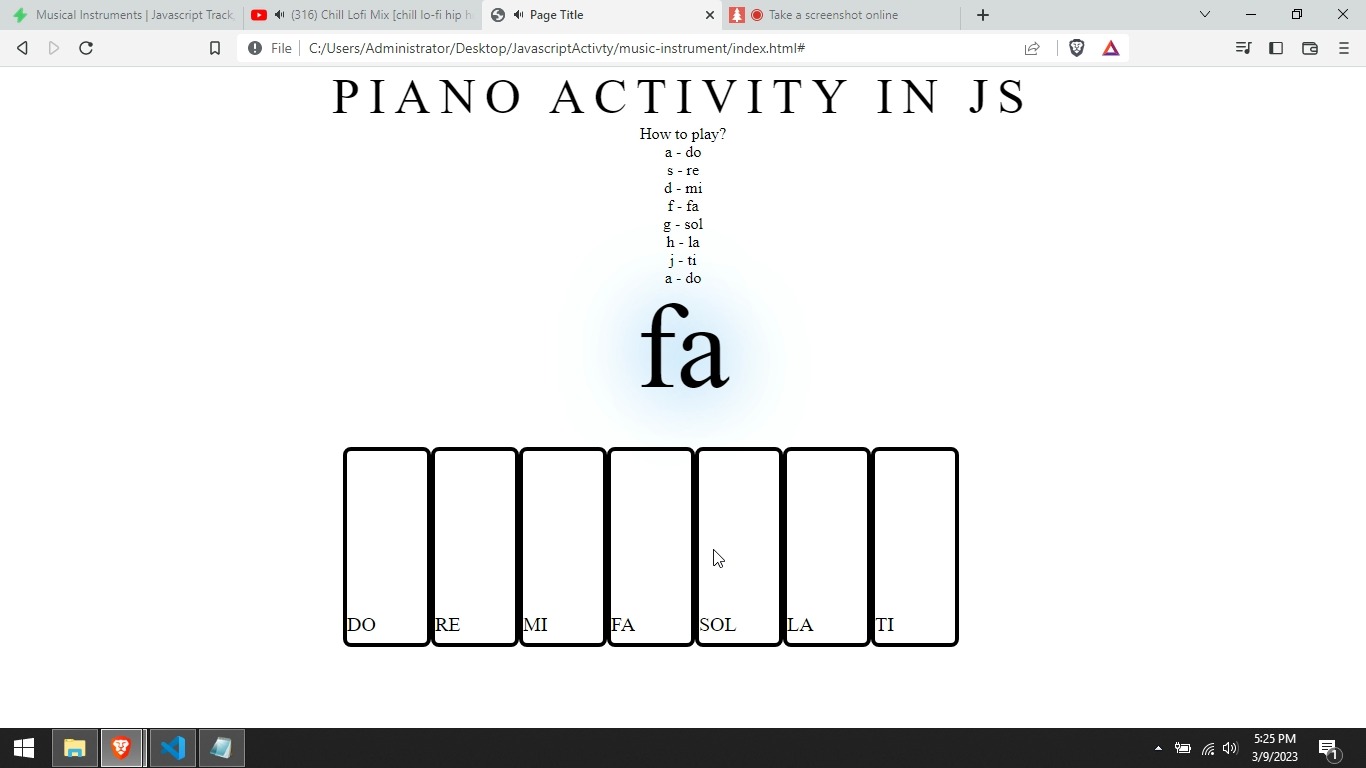 Musical Instruments | Javascript Track
(316) Chill Lofi Mix [chill lo-fi hip h
Page Title
Take a screenshot online
File
C:/Users/Administrator/Desktop/JavascriptActivty/music-instrument/index.html#
PIANO ACTIVITY IN JS
How to play?
a - do
s - re
d - mi
f - fa
g - sol
h - la
j - ti
a - do
fa
DO RE MI FA SOL LA TI
5:25 PM
3/9/2023
1